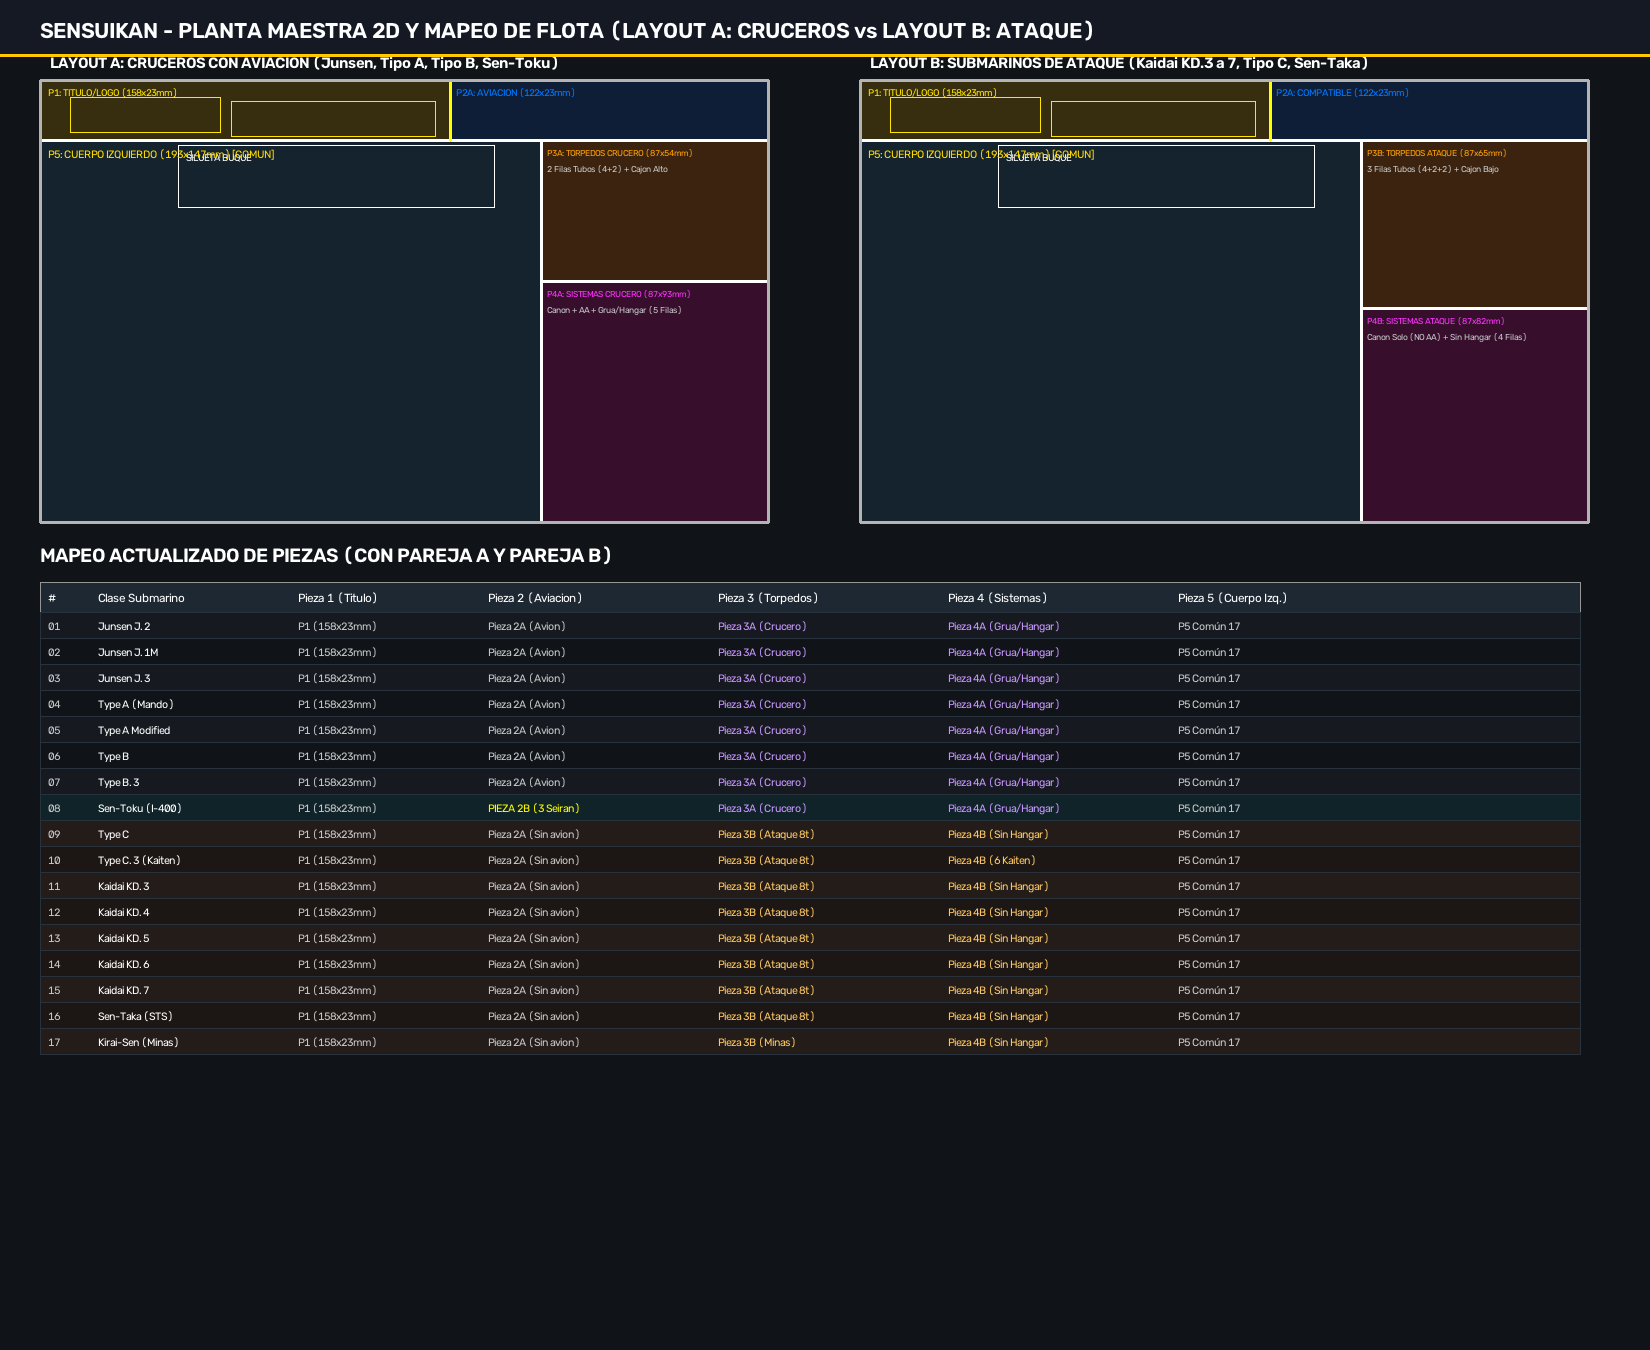 SENSUIKAN - PLANTA MAESTRA 2D Y MAPEO DE FLOTA (LAYOUT A: CRUCEROS vs LAYOUT B: ATAQUE)
LAYOUT A: CRUCEROS CON AVIACION (Junsen, Tipo A, Tipo B, Sen-Toku)
P1: TITULO/LOGO (158x23mm)
P2A: AVIACION (122x23mm)
P5: CUERPO IZQUIERDO (193x147mm) [COMUN]
SILUETA BUQUE
P3A: TORPEDOS CRUCERO (87x54mm)
2 Filas Tubos (4+2) + Cajon Alto
P4A: SISTEMAS CRUCERO (87x93mm)
Canon + AA + Grua/Hangar (5 Filas)
LAYOUT B: SUBMARINOS DE ATAQUE (Kaidai KD.3 a 7, Tipo C, Sen-Taka)
P1: TITULO/LOGO (158x23mm)
P2A: COMPATIBLE (122x23mm)
P5: CUERPO IZQUIERDO (193x147mm) [COMUN]
SILUETA BUQUE
P3B: TORPEDOS ATAQUE (87x65mm)
3 Filas Tubos (4+2+2) + Cajon Bajo
P4B: SISTEMAS ATAQUE (87x82mm)
Canon Solo (NO AA) + Sin Hangar (4 Filas)
MAPEO ACTUALIZADO DE PIEZAS (CON PAREJA A Y PAREJA B)
# Clase Submarino Pieza 1 (Titulo) Pieza 2 (Aviacion) Pieza 3 (Torpedos) Pieza 4 (Sistemas) Pieza 5 (Cuerpo Izq.)
01 Junsen J.2 P1 (158x23mm) Pieza 2A (Avion) Pieza 3A (Crucero) Pieza 4A (Grua/Hangar) P5 Común 17
02 Junsen J.1M P1 (158x23mm) Pieza 2A (Avion) Pieza 3A (Crucero) Pieza 4A (Grua/Hangar) P5 Común 17
03 Junsen J.3 P1 (158x23mm) Pieza 2A (Avion) Pieza 3A (Crucero) Pieza 4A (Grua/Hangar) P5 Común 17
04 Type A (Mando) P1 (158x23mm) Pieza 2A (Avion) Pieza 3A (Crucero) Pieza 4A (Grua/Hangar) P5 Común 17
05 Type A Modified P1 (158x23mm) Pieza 2A (Avion) Pieza 3A (Crucero) Pieza 4A (Grua/Hangar) P5 Común 17
06 Type B P1 (158x23mm) Pieza 2A (Avion) Pieza 3A (Crucero) Pieza 4A (Grua/Hangar) P5 Común 17
07 Type B.3 P1 (158x23mm) Pieza 2A (Avion) Pieza 3A (Crucero) Pieza 4A (Grua/Hangar) P5 Común 17
08 Sen-Toku (I-400) P1 (158x23mm) PIEZA 2B (3 Seiran) Pieza 3A (Crucero) Pieza 4A (Grua/Hangar) P5 Común 17
09 Type C P1 (158x23mm) Pieza 2A (Sin avion) Pieza 3B (Ataque 8t) Pieza 4B (Sin Hangar) P5 Común 17
10 Type C.3 (Kaiten) P1 (158x23mm) Pieza 2A (Sin avion) Pieza 3B (Ataque 8t) Pieza 4B (6 Kaiten) P5 Común 17
11 Kaidai KD.3 P1 (158x23mm) Pieza 2A (Sin avion) Pieza 3B (Ataque 8t) Pieza 4B (Sin Hangar) P5 Común 17
12 Kaidai KD.4 P1 (158x23mm) Pieza 2A (Sin avion) Pieza 3B (Ataque 8t) Pieza 4B (Sin Hangar) P5 Común 17
13 Kaidai KD.5 P1 (158x23mm) Pieza 2A (Sin avion) Pieza 3B (Ataque 8t) Pieza 4B (Sin Hangar) P5 Común 17
14 Kaidai KD.6 P1 (158x23mm) Pieza 2A (Sin avion) Pieza 3B (Ataque 8t) Pieza 4B (Sin Hangar) P5 Común 17
15 Kaidai KD.7 P1 (158x23mm) Pieza 2A (Sin avion) Pieza 3B (Ataque 8t) Pieza 4B (Sin Hangar) P5 Común 17
16 Sen-Taka (STS) P1 (158x23mm) Pieza 2A (Sin avion) Pieza 3B (Ataque 8t) Pieza 4B (Sin Hangar) P5 Común 17
17 Kirai-Sen (Minas) P1 (158x23mm) Pieza 2A (Sin avion) Pieza 3B (Minas) Pieza 4B (Sin Hangar) P5 Común 17